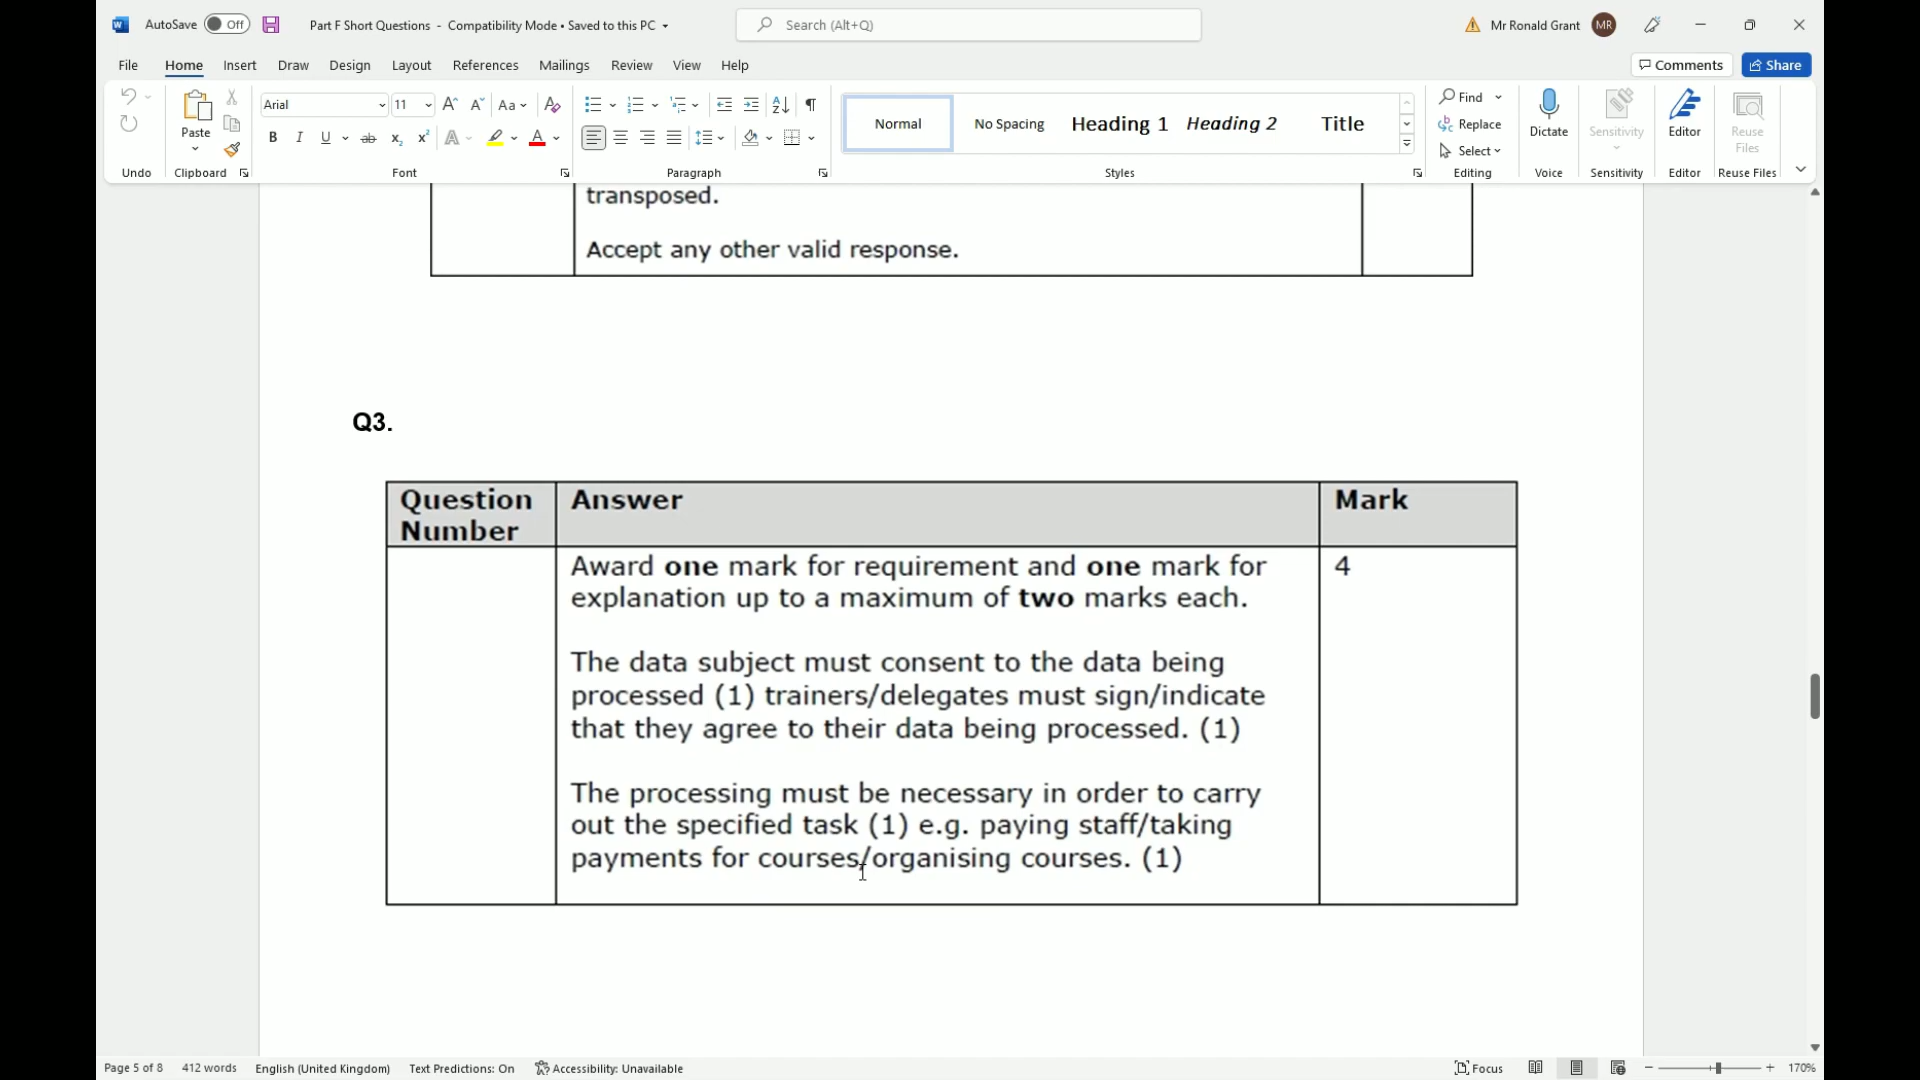 AutoSave Off Part F Short Questions - Compatibility Mode • Saved to this PC Search (Alt+Q) Mr Ronald Grant MR
File Home Insert Draw Design Layout References Mailings Review View Help Comments Share
Arial 11 Aa
Paste
Normal No Spacing Heading 1 Heading 2 Title
Find
Replace
Select
Dictate
Sensitivity
Editor
Reuse
Files
Undo Clipboard Font Paragraph Styles Editing Voice Sensitivity Editor Reuse Files
transposed.
Accept any other valid response.
Q3.
Question Answer Mark
Number
Award one mark for requirement and one mark for 4
explanation up to a maximum of two marks each.
The data subject must consent to the data being
processed (1) trainers/delegates must sign/indicate
that they agree to their data being processed. (1)
The processing must be necessary in order to carry
out the specified task (1) e.g. paying staff/taking
payments for courses/organising courses. (1)
Page 5 of 8 412 words English (United Kingdom) Text Predictions: On Accessibility: Unavailable Focus 170%